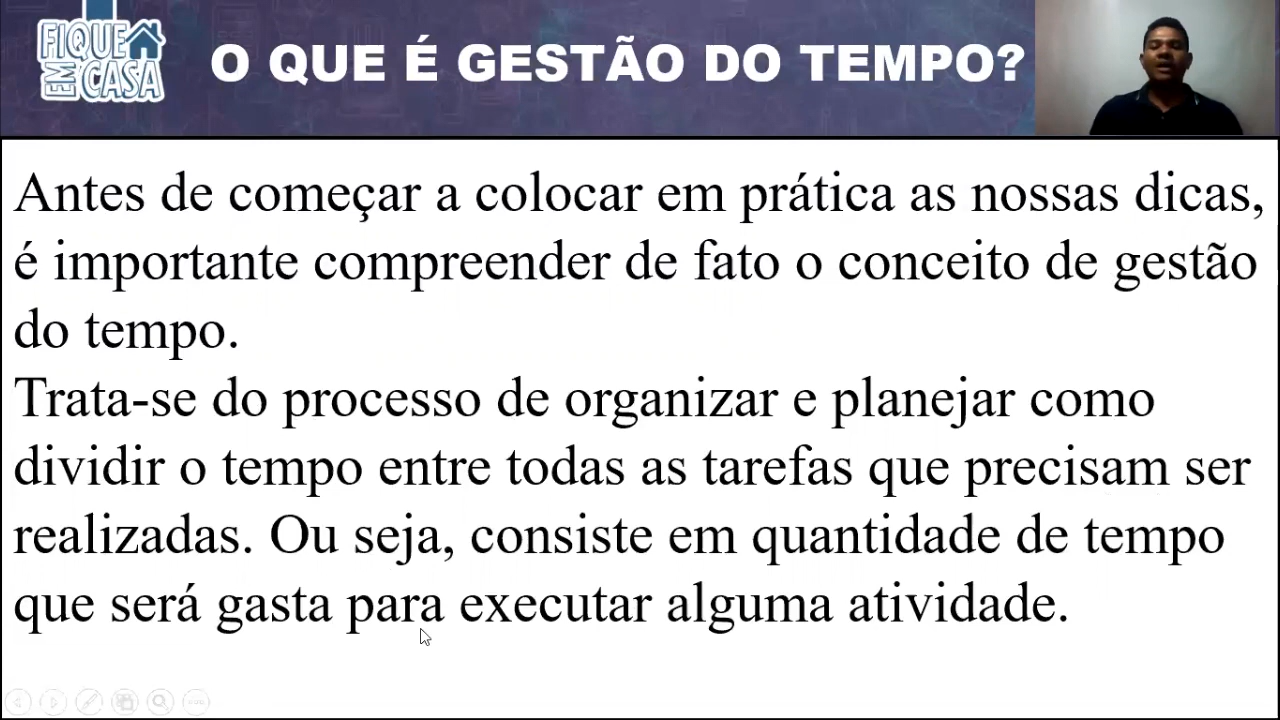 FIQUE
EM CASA
O QUE É GESTÃO DO TEMPO?
Antes de começar a colocar em prática as nossas dicas,
é importante compreender de fato o conceito de gestão
do tempo.
Trata-se do processo de organizar e planejar como
dividir o tempo entre todas as tarefas que precisam ser
realizadas. Ou seja, consiste em quantidade de tempo
que será gasta para executar alguma atividade.